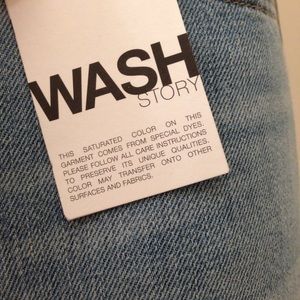 WASH
STORY
THIS SATURATED COLOR ON THIS
GARMENT COMES FROM SPECIAL DYES.
PLEASE FOLLOW ALL CARE INSTRUCTIONS
TO PRESERVE ITS UNIQUE QUALITIES.
COLOR MAY TRANSFER ONTO OTHER
SURFACES AND FABRICS.